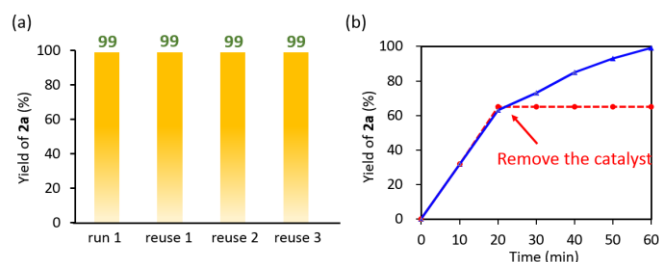 (a)
99 99 99 99
Yield of 2a (%)
100
80
60
40
20
0
run 1 reuse 1 reuse 2 reuse 3
(b)
Yield of 2a (%)
100
80
60
40
20
0
Remove the catalyst
0 10 20 30 40 50 60
Time (min)